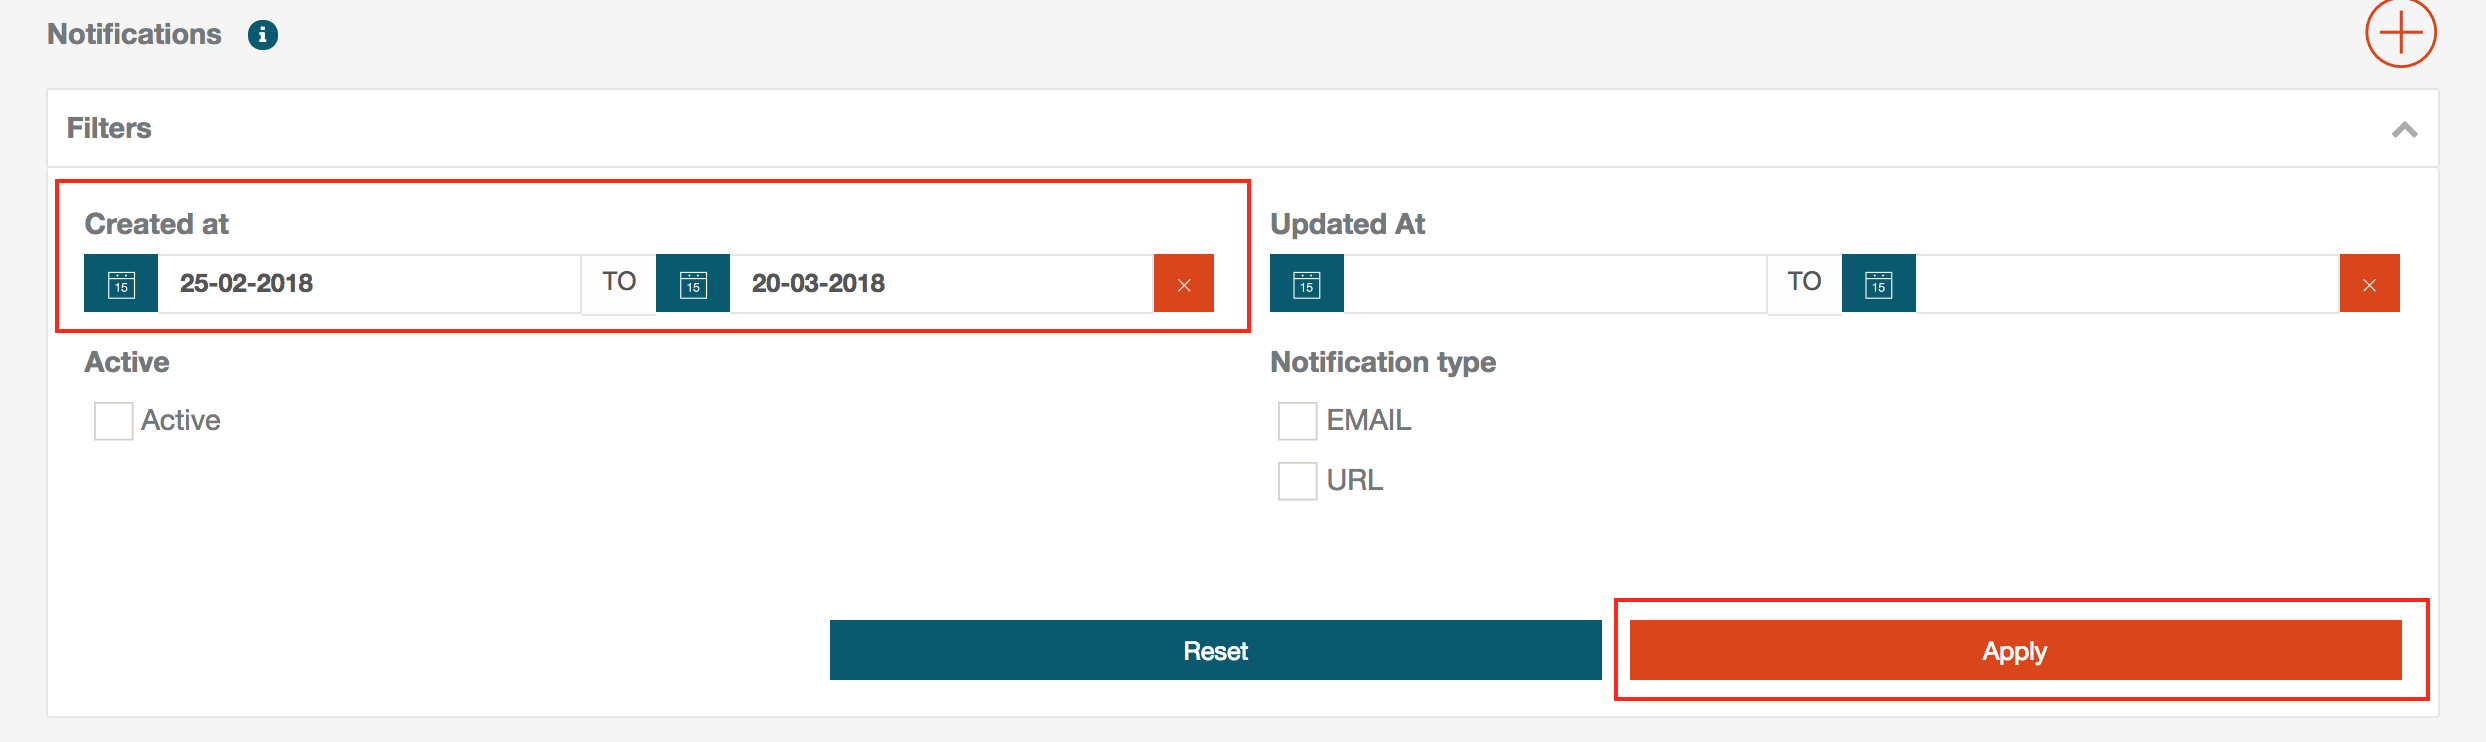 Notifications
Filters
Created at
15 25-02-2018 TO 15 20-03-2018
Updated At
15 TO 15
Active
Active
Notification type
EMAIL
URL
Reset
Apply